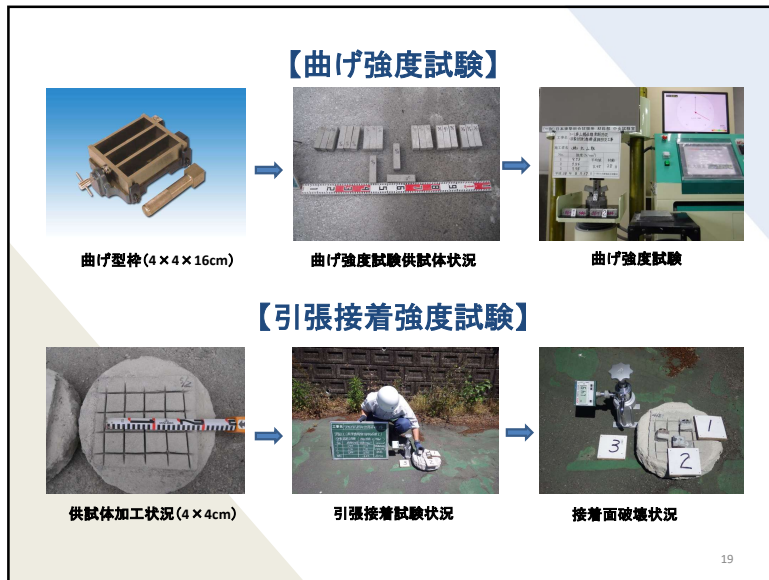 【曲げ強度試験】
曲げ型枠(4×4×16cm)
曲げ強度試験供試体状況
曲げ強度試験
【引張接着強度試験】
1
2
3
供試体加工状況(4×4cm)
引張接着試験状況
接着面破壊状況
19